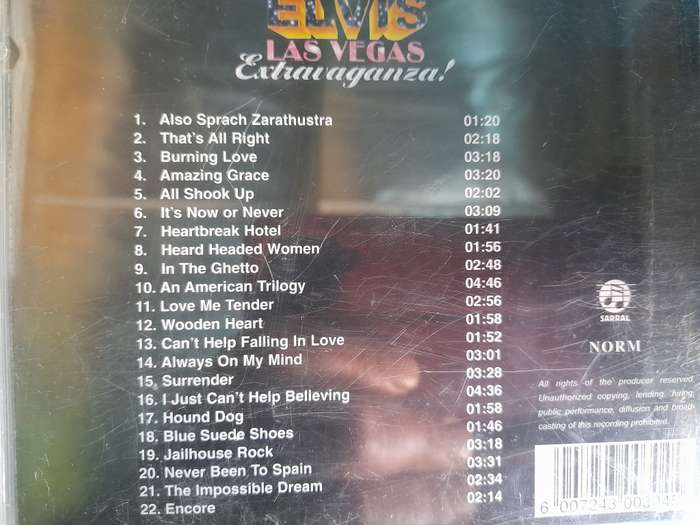 ELVIS
LAS VEGAS
Extravaganza!
1. Also Sprach Zarathustra 01:20
2. That's All Right 02:18
3. Burning Love 03:18
4. Amazing Grace 03:20
5. All Shook Up 02:02
6. It's Now or Never 03:09
7. Heartbreak Hotel 01:41
8. Heard Headed Women 01:56
9. In The Ghetto 02:48
10. An American Trilogy 04:46
11. Love Me Tender 02:56
12. Wooden Heart 01:58
13. Can't Help Falling In Love 01:52
14. Always On My Mind 03:01
15. Surrender 03:28
16. I Just Can't Help Believing 04:36
17. Hound Dog 01:58
18. Blue Suede Shoes 01:46
19. Jailhouse Rock 03:18
20. Never Been To Spain 03:31
21. The Impossible Dream 02:34
22. Encore 02:14
SARRAL
NORM
All rights of the producer reserved
Unauthorized copying, lending, hiring,
public performance, diffusion and broad-
casting of this recording prohibited.
6 007243